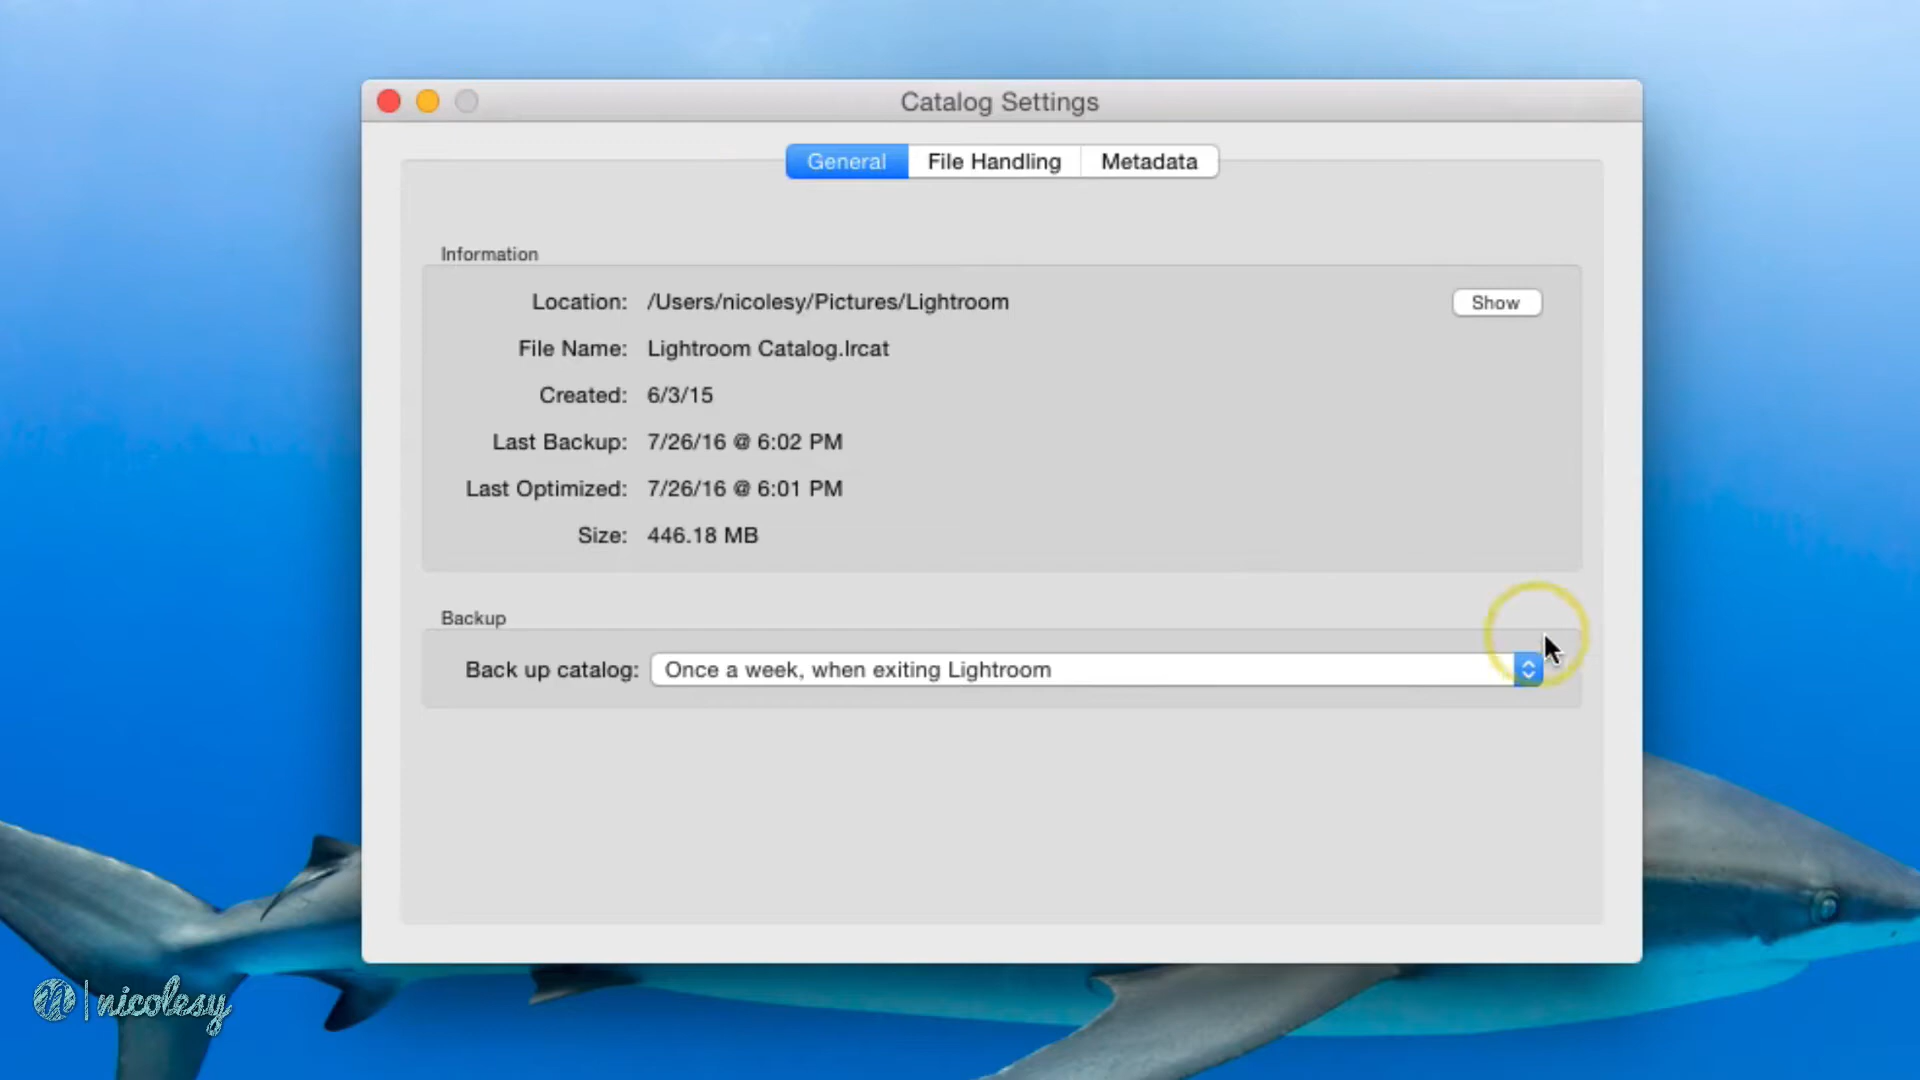 Catalog Settings
General File Handling Metadata
Information
Location: /Users/nicolesy/Pictures/Lightroom Show
File Name: Lightroom Catalog.lrcat
Created: 6/3/15
Last Backup: 7/26/16 @ 6:02 PM
Last Optimized: 7/26/16 @ 6:01 PM
Size: 446.18 MB
Backup
Back up catalog: Once a week, when exiting Lightroom
n | nicolesy